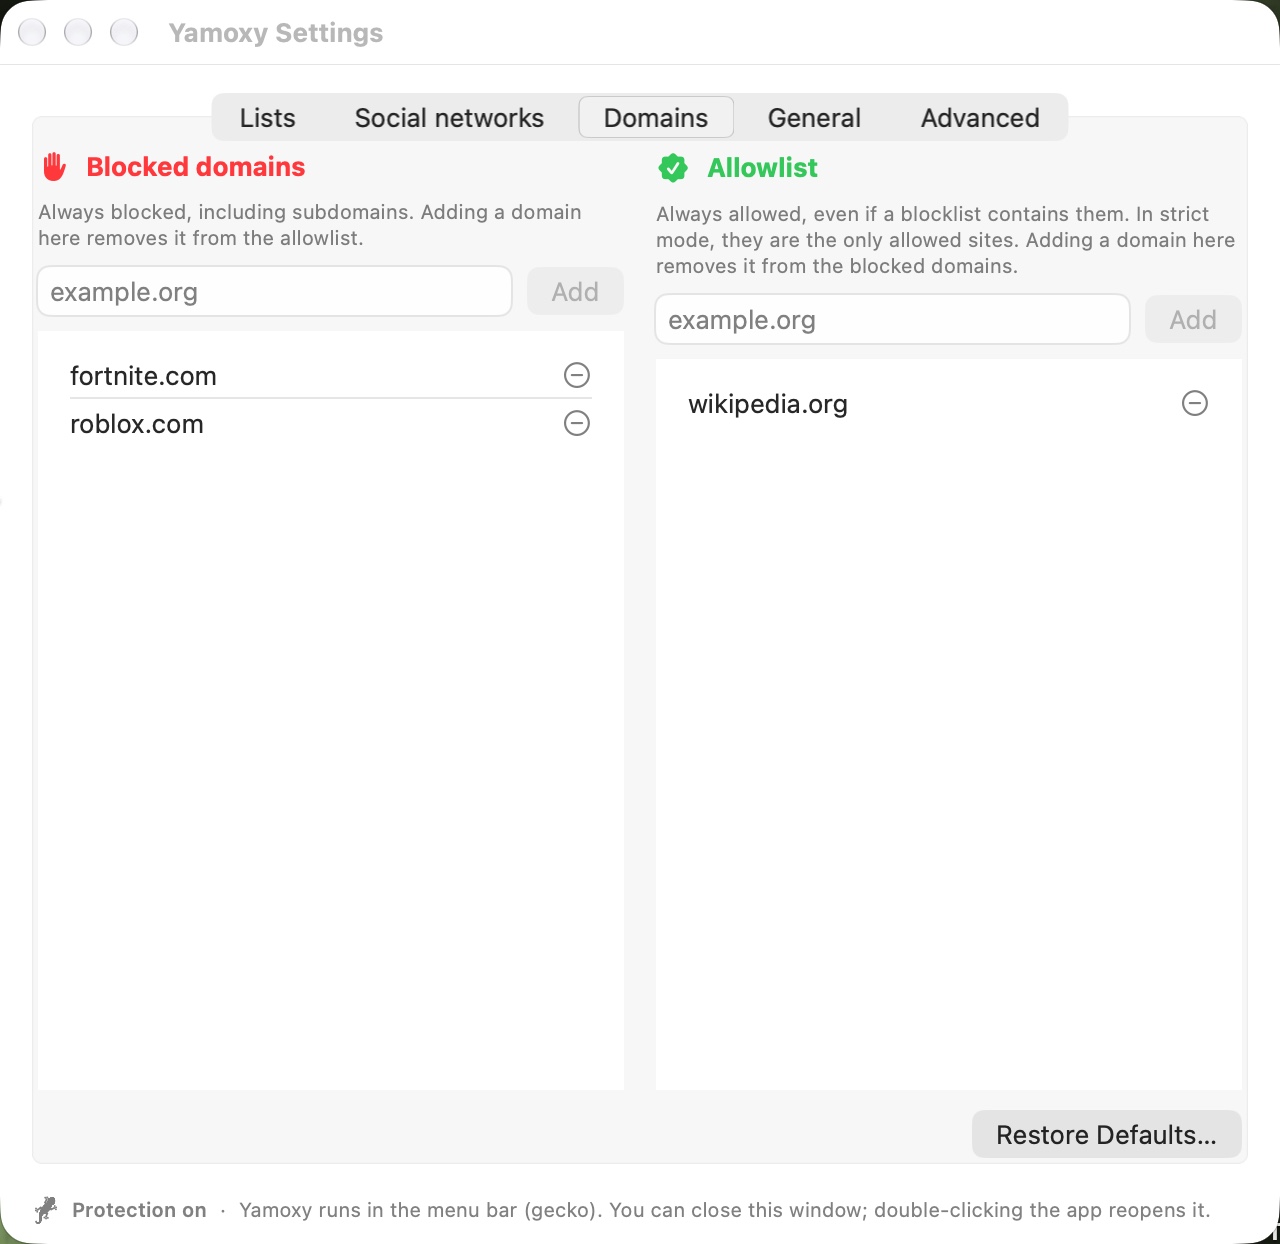 Yamoxy Settings
Lists
Social networks
Domains
General
Advanced
Blocked domains
Always blocked, including subdomains. Adding a domain
here removes it from the allowlist.
example.org
Add
fortnite.com
roblox.com
Allowlist
Always allowed, even if a blocklist contains them. In strict
mode, they are the only allowed sites. Adding a domain here
removes it from the blocked domains.
example.org
Add
wikipedia.org
Restore Defaults...
Protection on · Yamoxy runs in the menu bar (gecko). You can close this window; double-clicking the app reopens it.